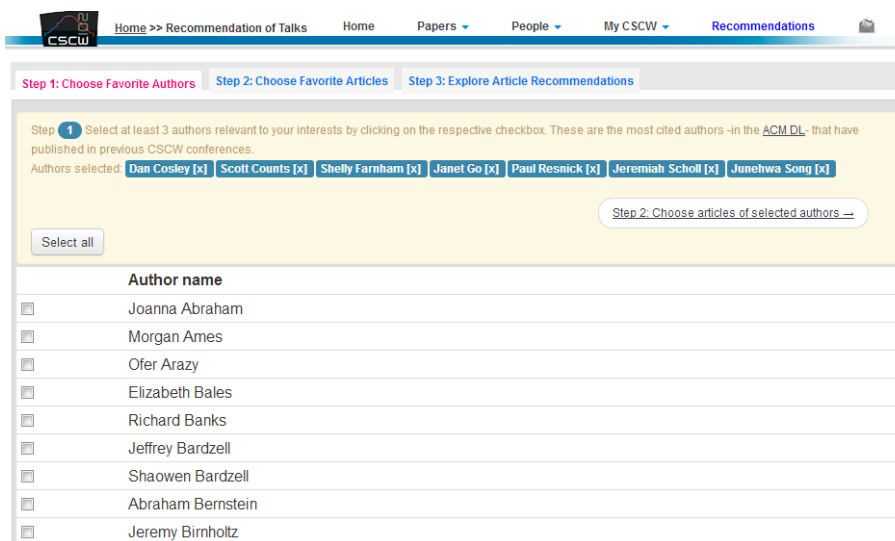 CSCW 2012
Home >> Recommendation of Talks Home Papers People My CSCW Recommendations
Step 1: Choose Favorite Authors Step 2: Choose Favorite Articles Step 3: Explore Article Recommendations
Step 1 Select at least 3 authors relevant to your interests by clicking on the respective checkbox. These are the most cited authors -in the ACM DL- that have
published in previous CSCW conferences.
Authors selected: Dan Cosley [x] Scott Counts [x] Shelly Farnham [x] Janet Go [x] Paul Resnick [x] Jeremiah Scholl [x] Junehwa Song [x]
Step 2: Choose articles of selected authors →
Select all
Author name
Joanna Abraham
Morgan Ames
Ofer Arazy
Elizabeth Bales
Richard Banks
Jeffrey Bardzell
Shaowen Bardzell
Abraham Bernstein
Jeremy Birnholtz